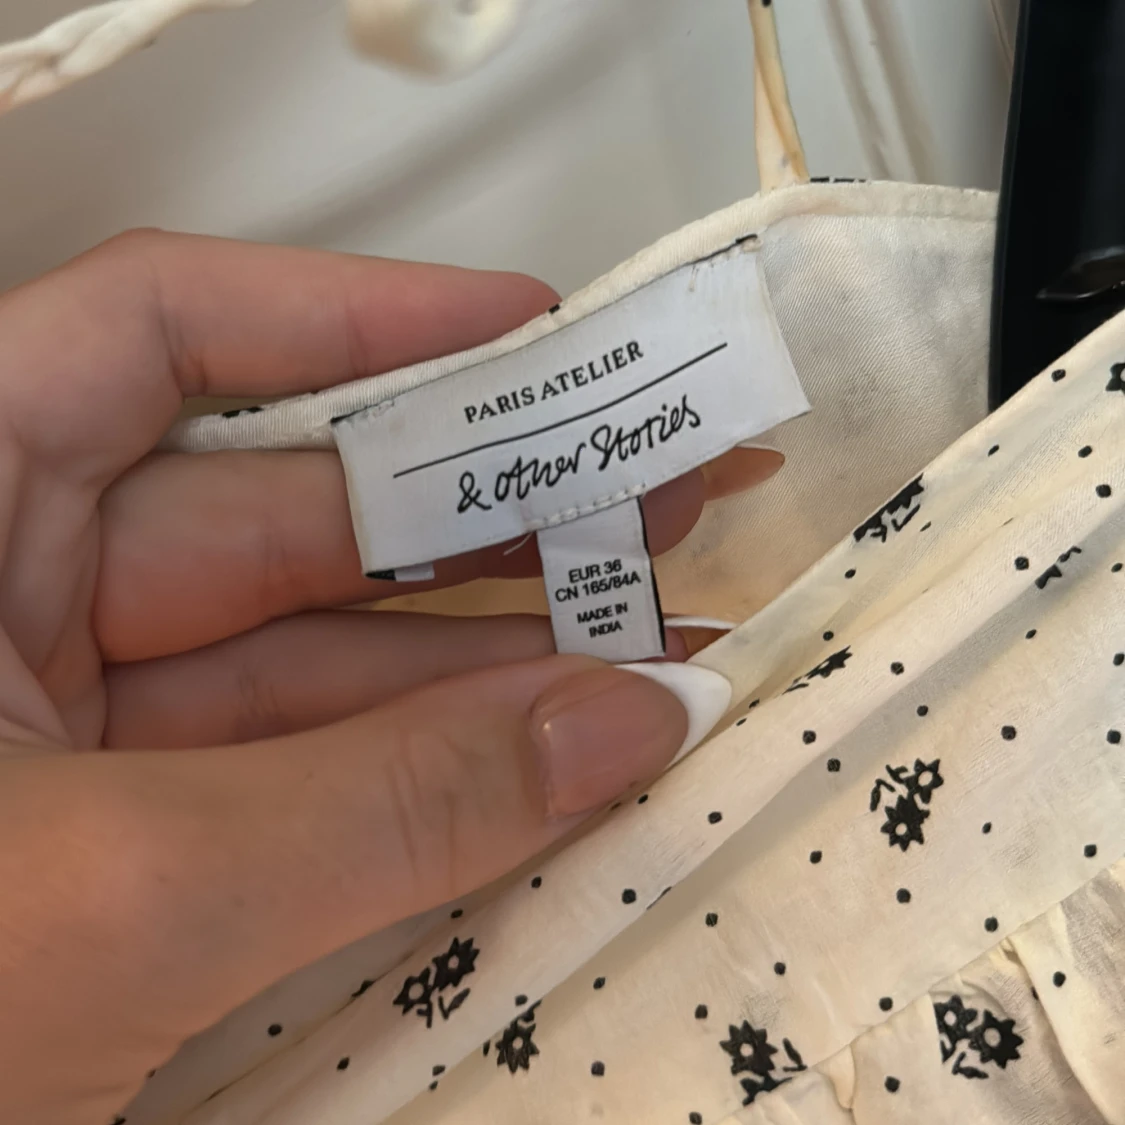 PARIS ATELIER
& other Stories
EUR 36
CN 165/84A
MADE IN
INDIA